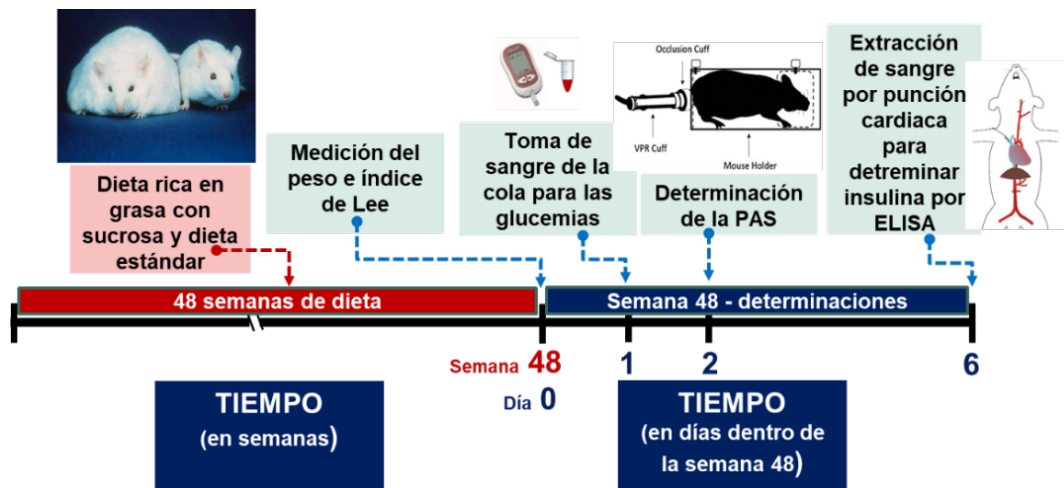 Dieta rica en
grasa con
sucrosa y dieta
estándar
Medición del
peso e índice
de Lee
Toma de
sangre de la
cola para las
glucemias
Occlusion Cuff
VPR Cuff
Mouse Holder
Determinación
de la PAS
Extracción
de sangre
por punción
cardiaca
para
detreminar
insulina por
ELISA
48 semanas de dieta
Semana 48 - determinaciones
Semana 48
1
2
6
Día 0
TIEMPO
(en semanas)
TIEMPO
(en días dentro de
la semana 48)